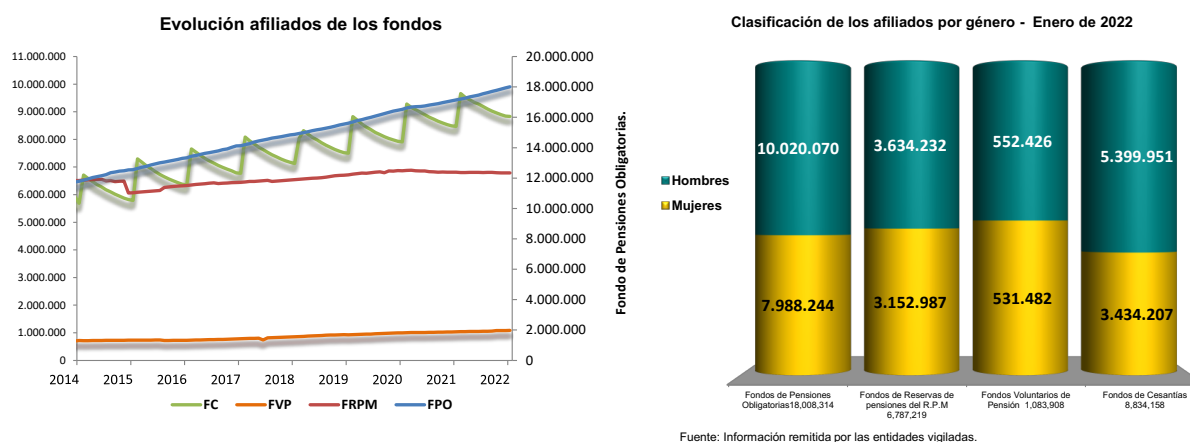 Evolución afiliados de los fondos
11.000.000
10.000.000
9.000.000
8.000.000
7.000.000
6.000.000
5.000.000
4.000.000
3.000.000
2.000.000
1.000.000
0
20.000.000
18.000.000
16.000.000
14.000.000
12.000.000
10.000.000
8.000.000
6.000.000
4.000.000
2.000.000
0
Fondo de Pensiones Obligatorias.
2014 2015 2016 2017 2018 2019 2020 2021 2022
FC FVP FRPM FPO
Clasificación de los afiliados por género - Enero de 2022
Hombres
Mujeres
10.020.070 3.634.232 552.426 5.399.951
7.988.244 3.152.987 531.482 3.434.207
Fondos de Pensiones
Obligatorias18,008,314
Fondos de Reservas de
pensiones del R.P.M
6,787,219
Fondos Voluntarios de
Pensión 1,083,908
Fondos de Cesantías
8,834,158
Fuente: Información remitida por las entidades vigiladas.